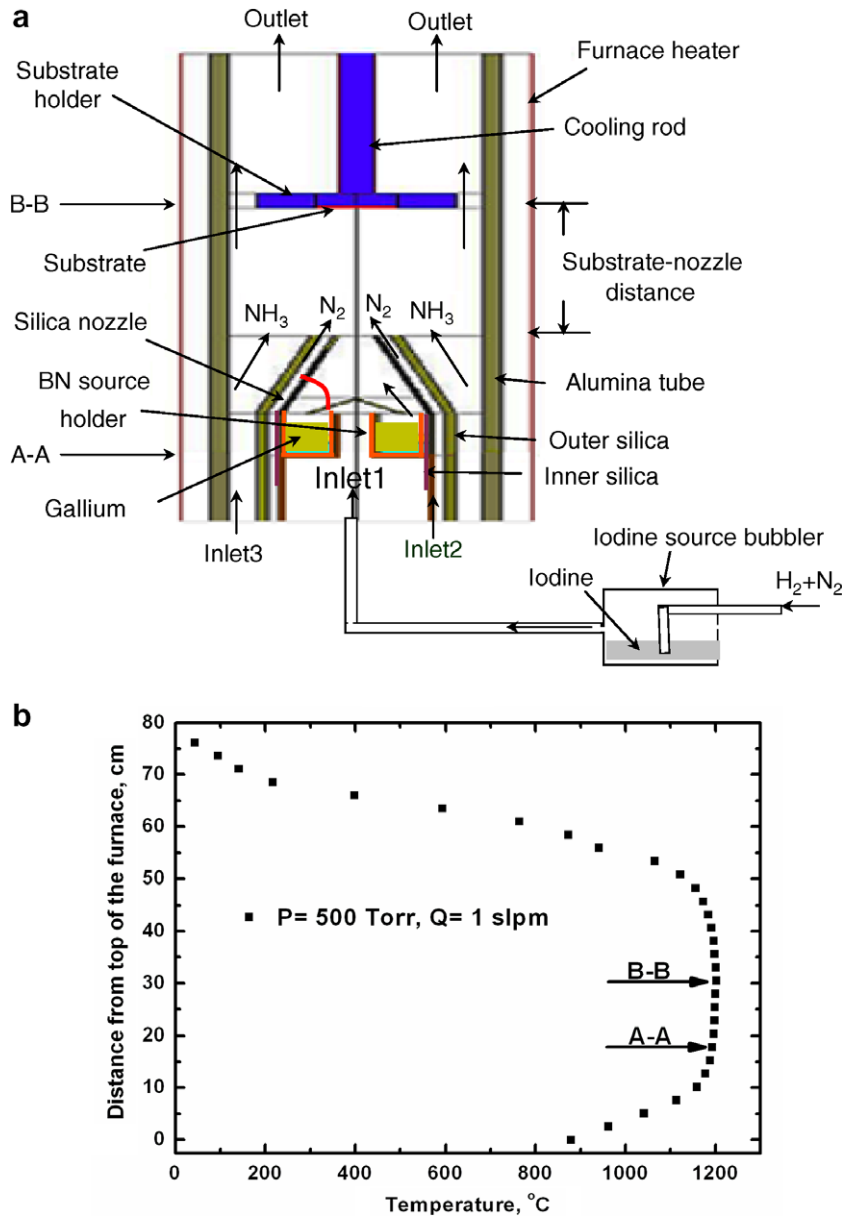 a
Outlet
Outlet
Substrate
holder
Furnace heater
Cooling rod
B-B
Substrate
Substrate-nozzle
distance
NH3
N2
N2
NH3
Silica nozzle
BN source
holder
Alumina tube
A-A
Outer silica
Inlet1
Inner silica
Gallium
Inlet3
Inlet2
Iodine source bubbler
Iodine
H2+N2
b
80
70
60
50
40
30
20
10
0
Distance from top of the furnace, cm
P= 500 Torr, Q= 1 slpm
B-B
A-A
0 200 400 600 800 1000 1200
Temperature, °C